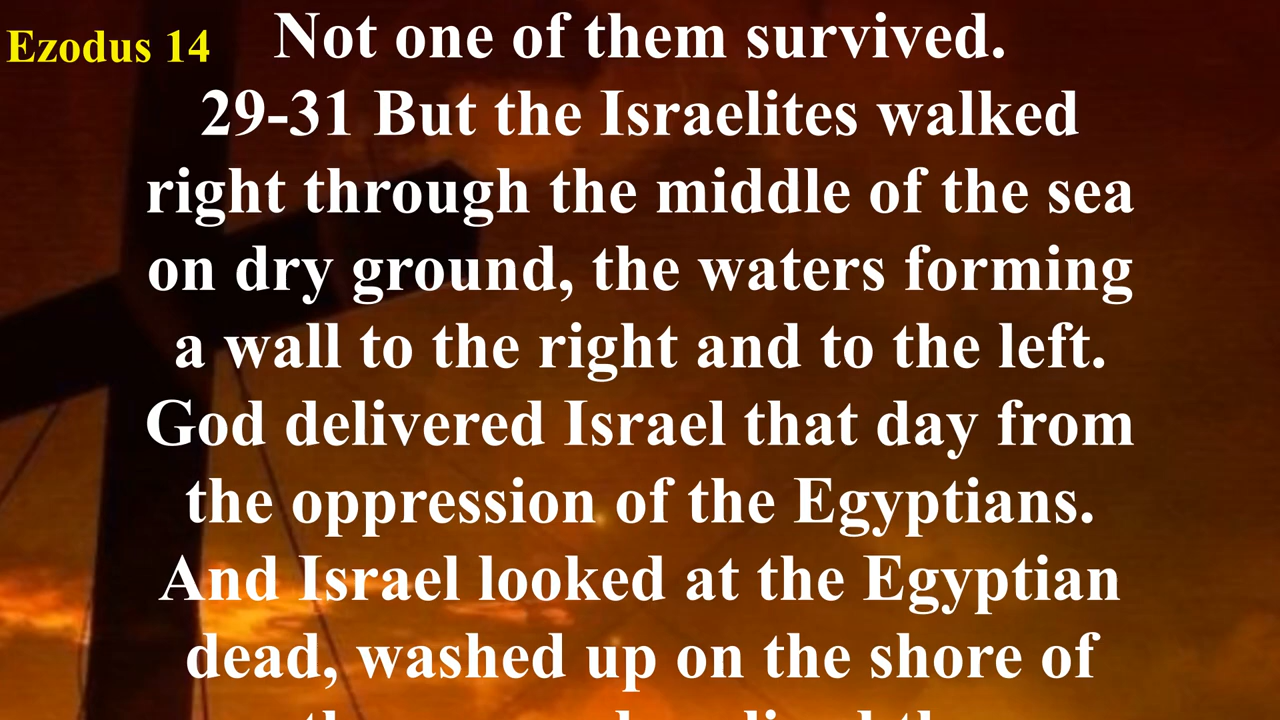 Ezodus 14
Not one of them survived.
29-31 But the Israelites walked
right through the middle of the sea
on dry ground, the waters forming
a wall to the right and to the left.
God delivered Israel that day from
the oppression of the Egyptians.
And Israel looked at the Egyptian
dead, washed up on the shore of